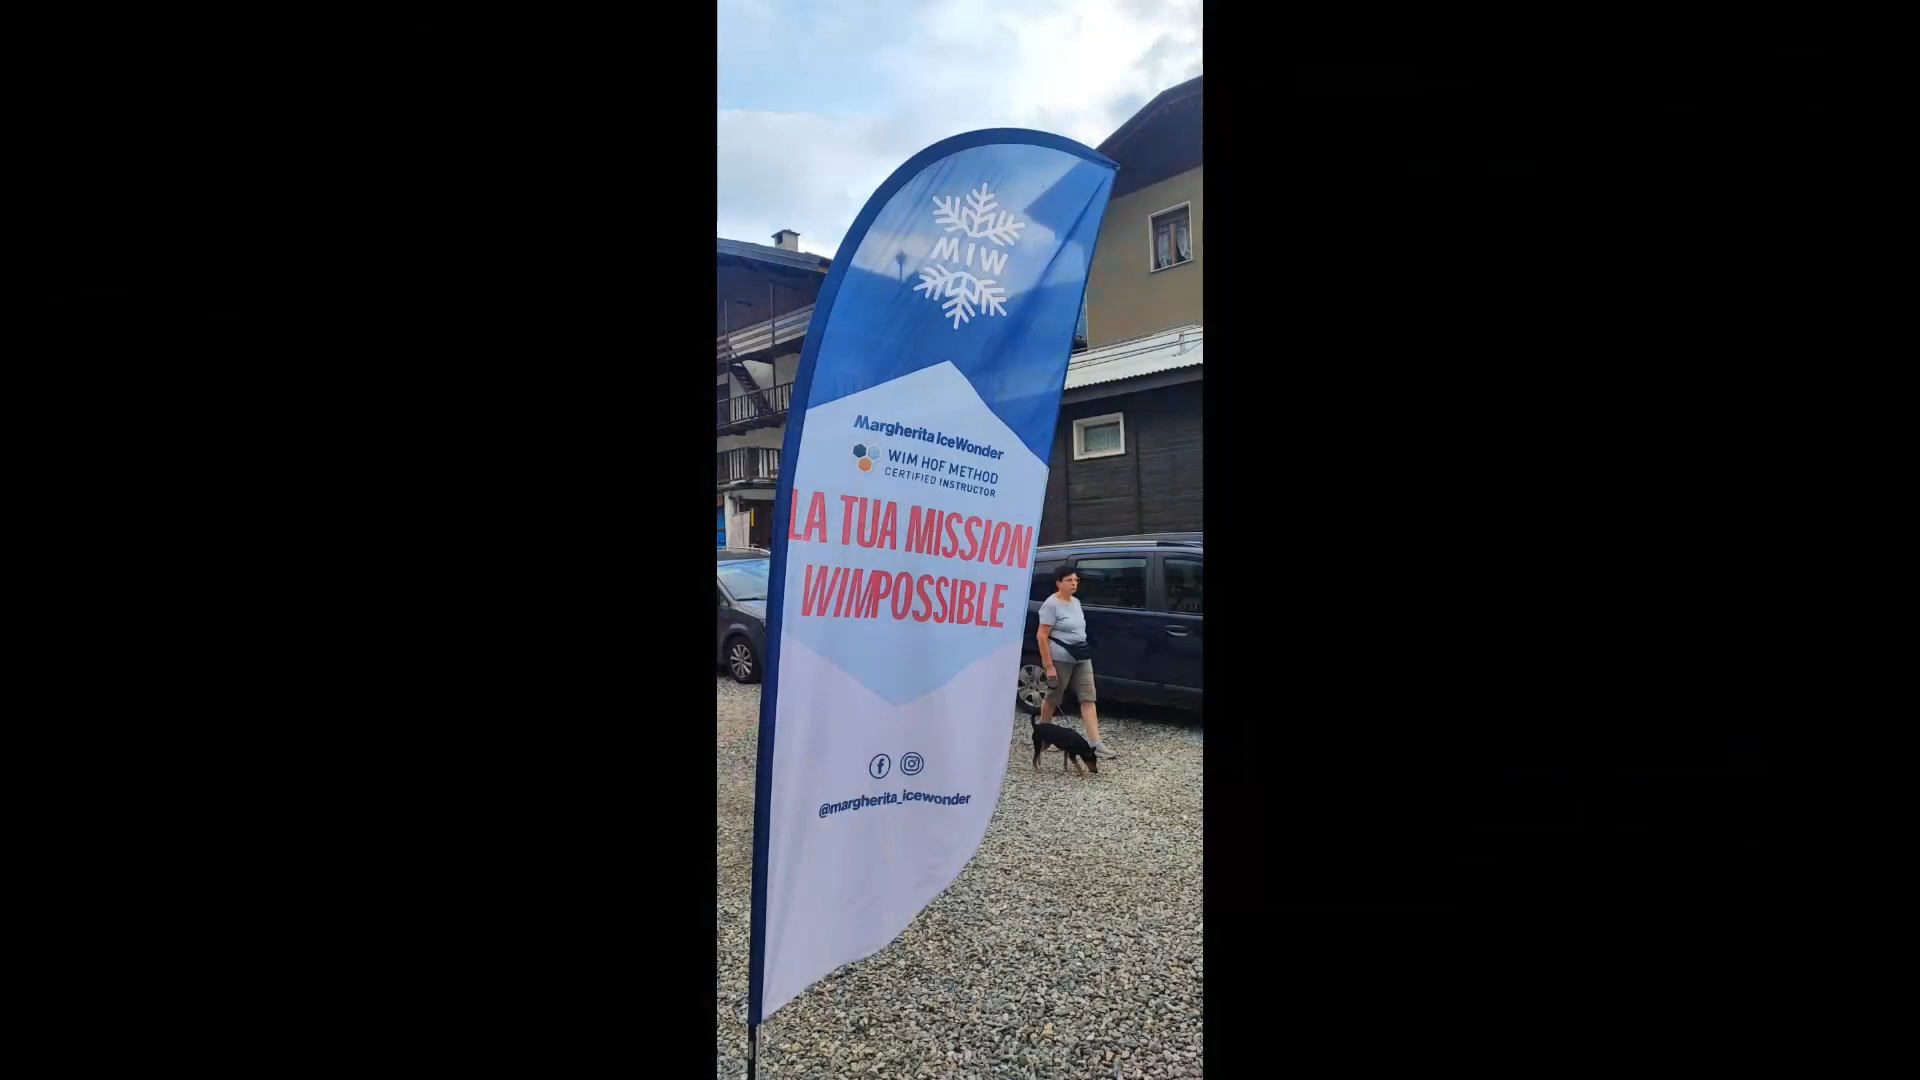 MIW
Margherita IceWonder
WIM HOF METHOD
CERTIFIED INSTRUCTOR
LA TUA MISSION
WIMPOSSIBLE
@margherita_icewonder